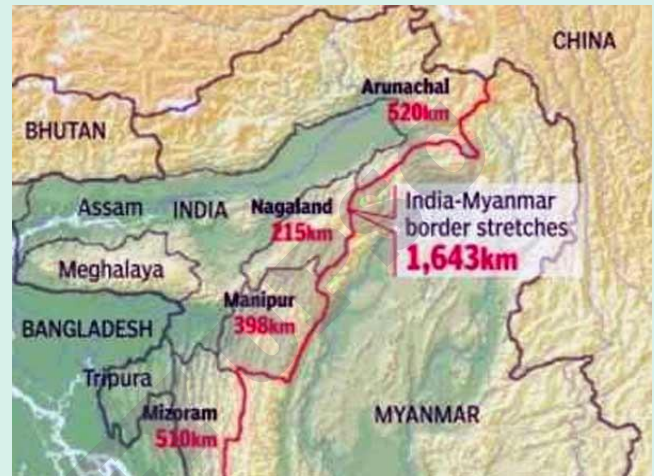 CHINA
Arunachal
520km
BHUTAN
Assam
INDIA
Nagaland
215km
India-Myanmar
border stretches
1,643km
Meghalaya
Manipur
398km
BANGLADESH
Tripura
Mizoram
510km
MYANMAR